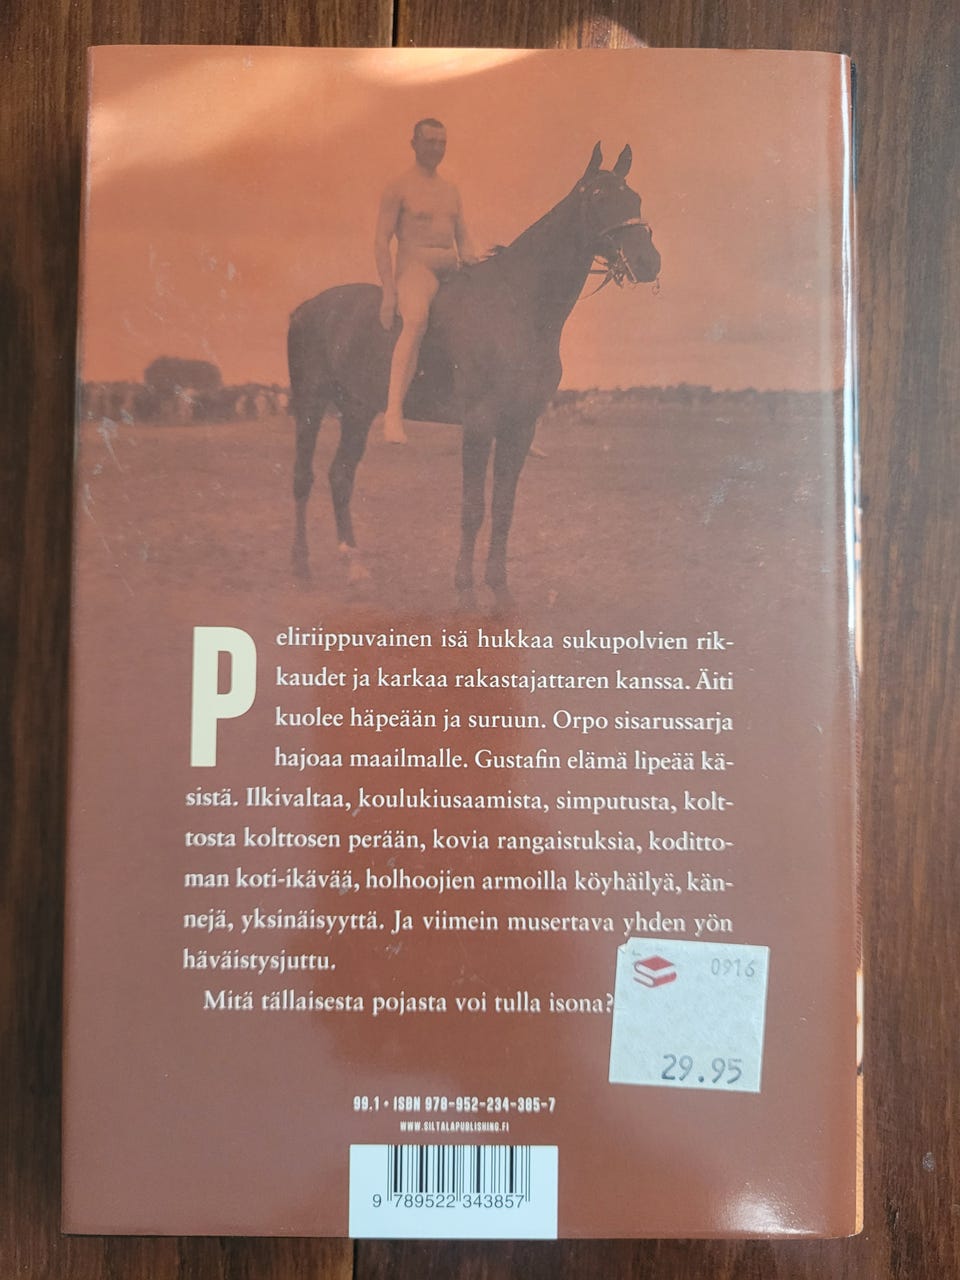 Peliriippuvainen isä hukkaa sukupolvien rik-
kaudet ja karkaa rakastajattaren kanssa. Äiti
kuolee häpeään ja suruun. Orpo sisarussarja
hajoaa maailmalle. Gustafin elämä lipeää kä-
sistä. Ilkivaltaa, koulukiusaamista, simputusta, kolt-
tosta kolttosen perään, kovia rangaistuksia, koditto-
man koti-ikävää, holhoojien armoilla köyhäilyä, kän-
nejä, yksinäisyyttä. Ja viimein musertava yhden yön
häväistysjuttu.
Mitä tällaisesta pojasta voi tulla isona?
0916
29.95
99.1 • ISBN 978-952-234-385-7
WWW.SILTALAPUBLISHING.FI
9 789522 343857